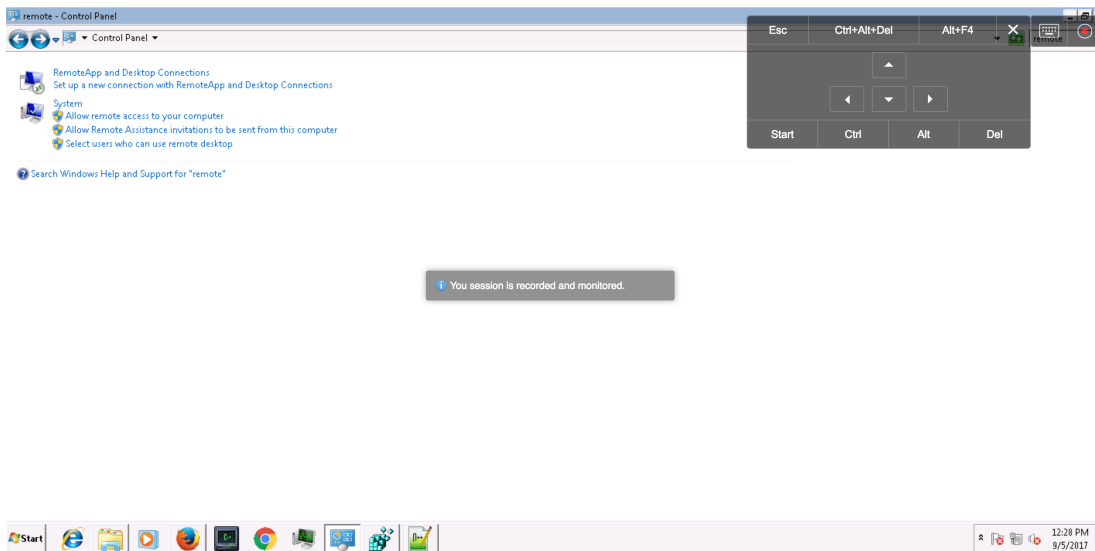 remote - Control Panel
Control Panel
remote
Esc
Ctrl+Alt+Del
Alt+F4
Start
Ctrl
Alt
Del
RemoteApp and Desktop Connections
Set up a new connection with RemoteApp and Desktop Connections
System
Allow remote access to your computer
Allow Remote Assistance invitations to be sent from this computer
Select users who can use remote desktop
Search Windows Help and Support for "remote"
You session is recorded and monitored.
Start
12:28 PM
9/5/2017